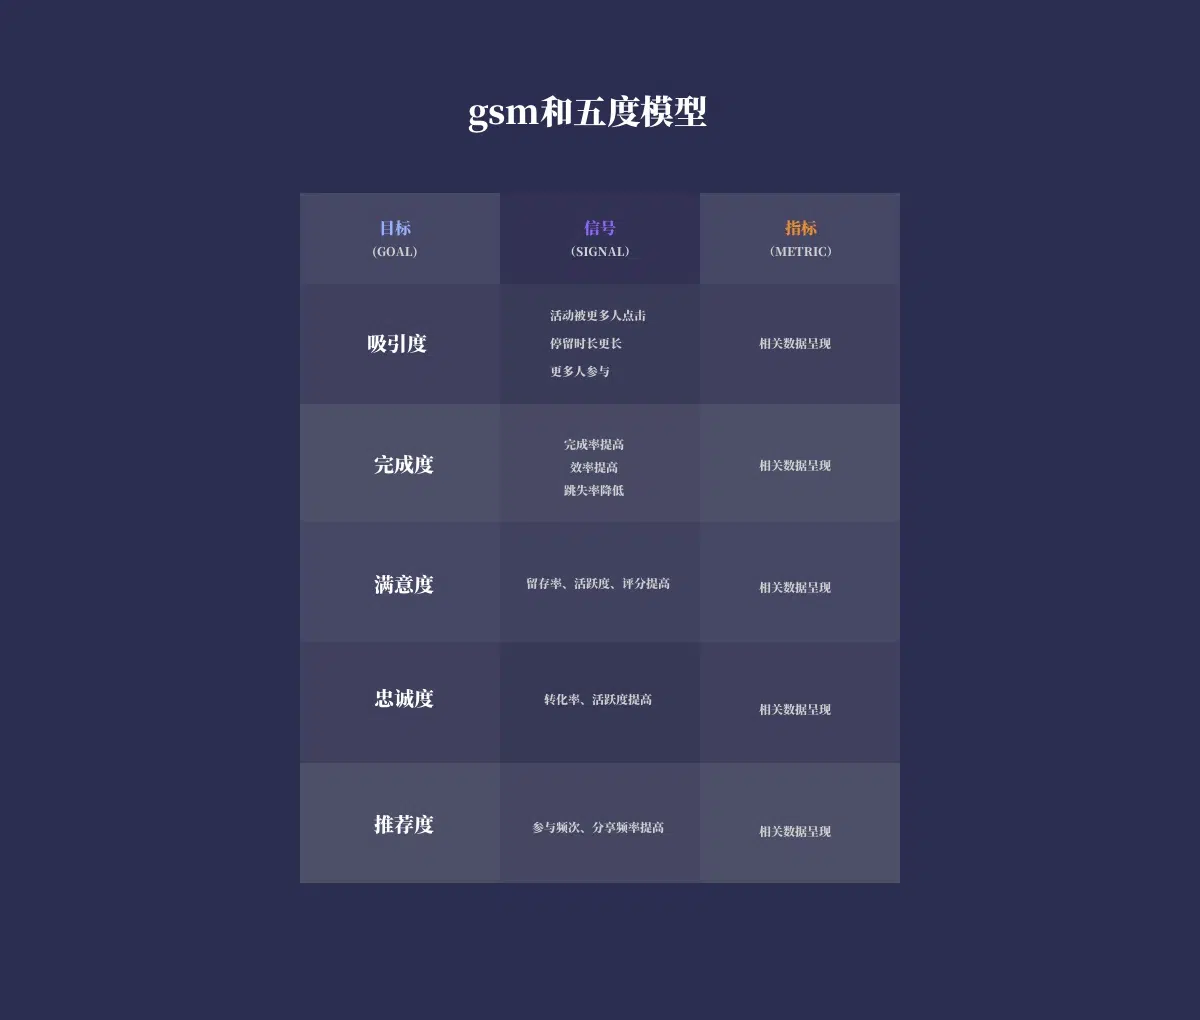 gsm和五度模型
目标 信号 指标
(GOAL) (SIGNAL) (METRIC)
吸引度
活动被更多人点击
停留时长更长
更多人参与
相关数据呈现
完成度
完成率提高
效率提高
跳失率降低
相关数据呈现
满意度
留存率、活跃度、评分提高
相关数据呈现
忠诚度
转化率、活跃度提高
相关数据呈现
推荐度
参与频次、分享频率提高
相关数据呈现